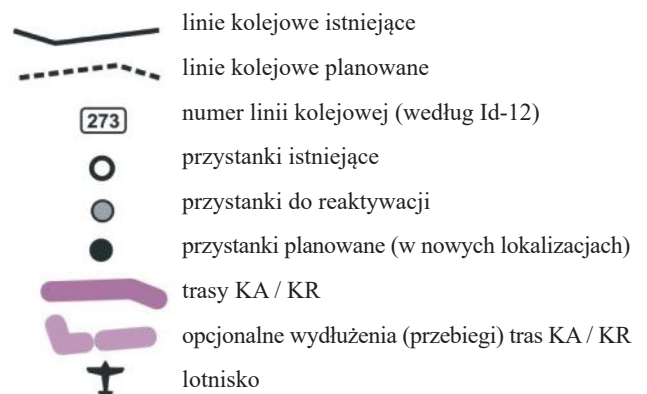 linie kolejowe istniejące
linie kolejowe planowane
273 numer linii kolejowej (według Id-12)
przystanki istniejące
przystanki do reaktywacji
przystanki planowane (w nowych lokalizacjach)
trasy KA / KR
opcjonalne wydłużenia (przebiegi) tras KA / KR
lotnisko